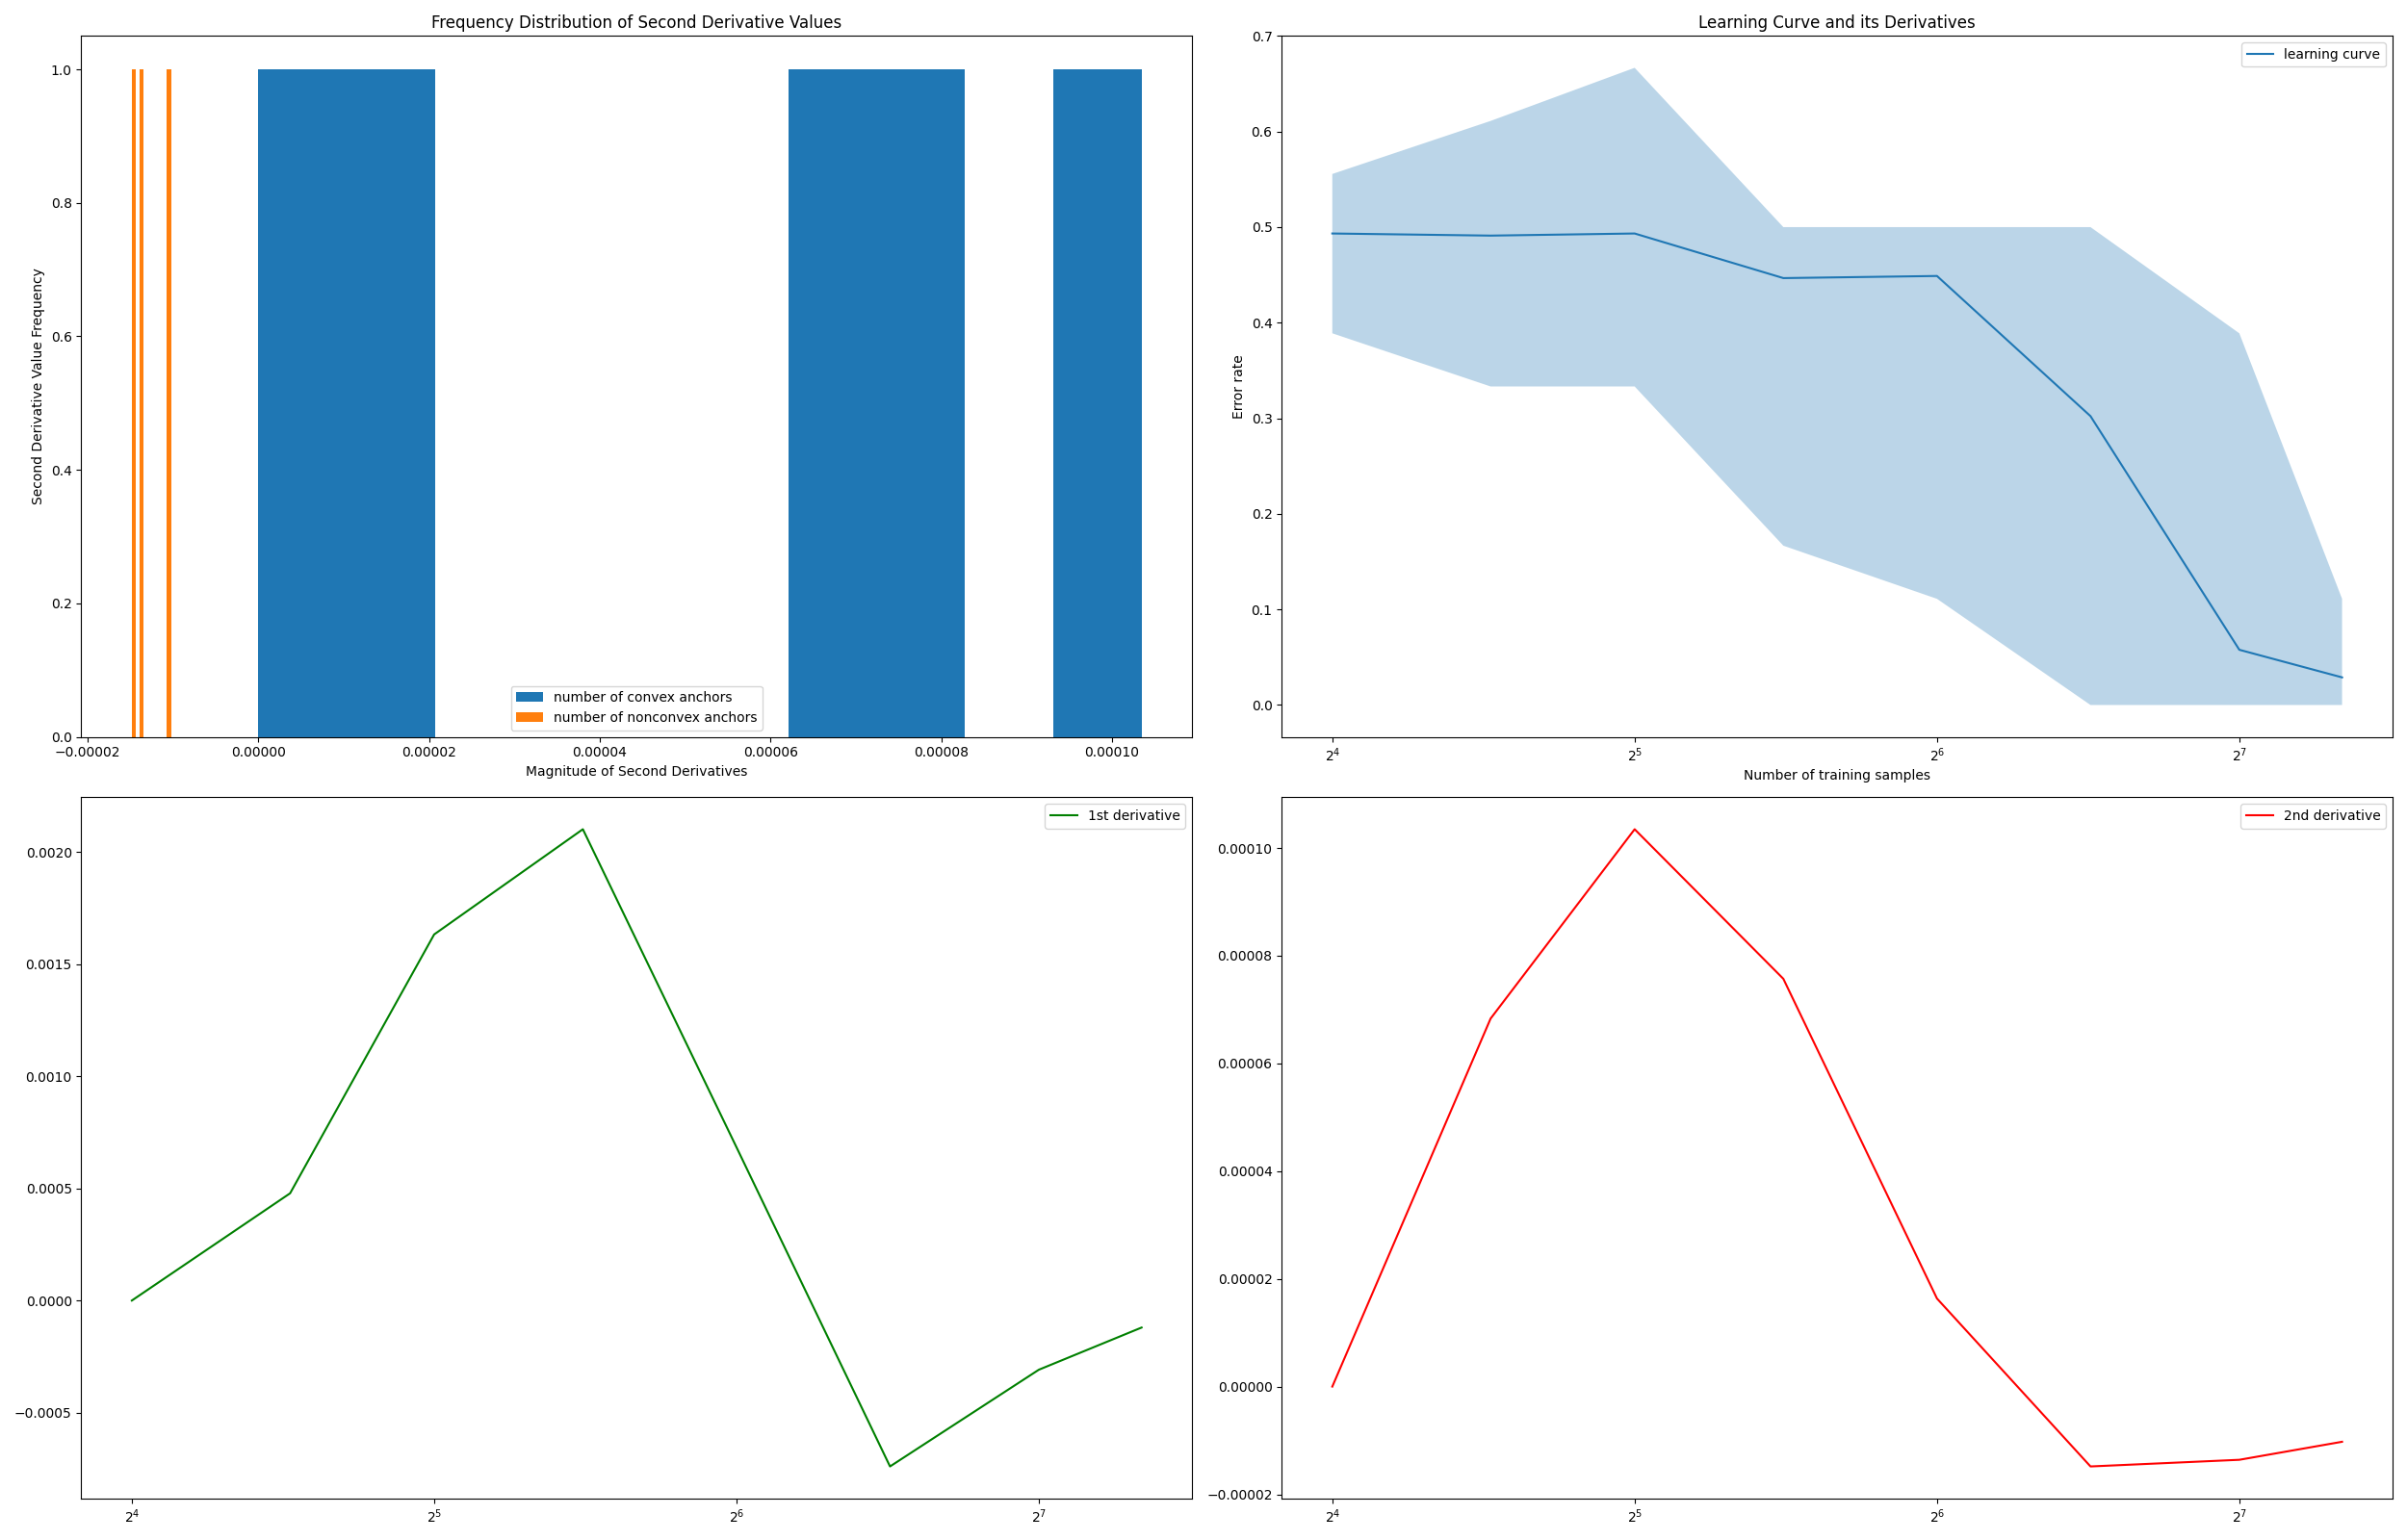 Frequency Distribution of Second Derivative Values
Second Derivative Value Frequency
1.0
0.8
0.6
0.4
0.2
0.0
number of convex anchors
number of nonconvex anchors
−0.00002 0.00000 0.00002 0.00004 0.00006 0.00008 0.00010
Magnitude of Second Derivatives
Learning Curve and its Derivatives
learning curve
Error rate
0.7
0.6
0.5
0.4
0.3
0.2
0.1
0.0
2⁴ 2⁵ 2⁶ 2⁷
Number of training samples
1st derivative
0.0020
0.0015
0.0010
0.0005
0.0000
−0.0005
2⁴ 2⁵ 2⁶ 2⁷
2nd derivative
0.00010
0.00008
0.00006
0.00004
0.00002
0.00000
−0.00002
2⁴ 2⁵ 2⁶ 2⁷